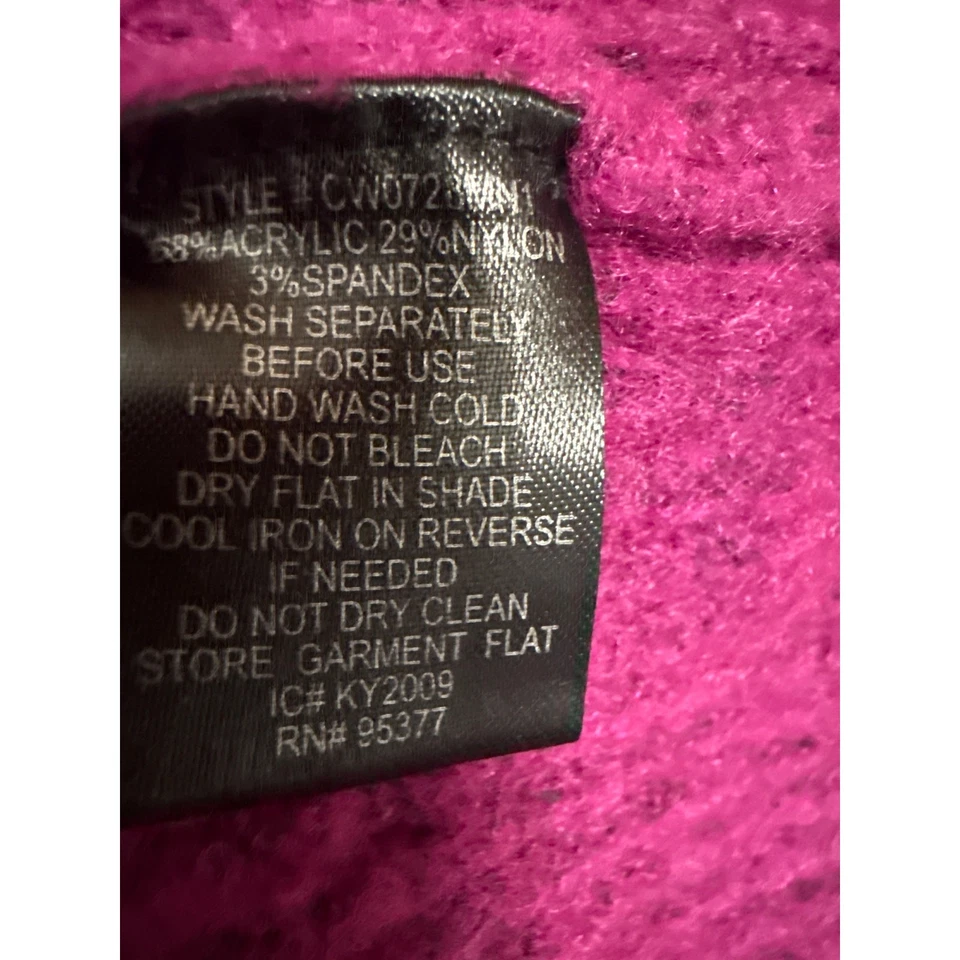 STYLE
68%ACRYLIC 29%NYLON
3%SPANDEX
WASH SEPARATELY
BEFORE USE
HAND WASH COLD
DO NOT BLEACH
DRY FLAT IN SHADE
COOL IRON ON REVERSE
IF NEEDED
DO NOT DRY CLEAN
STORE GARMENT FLAT
IC# KY2009
RN# 95377